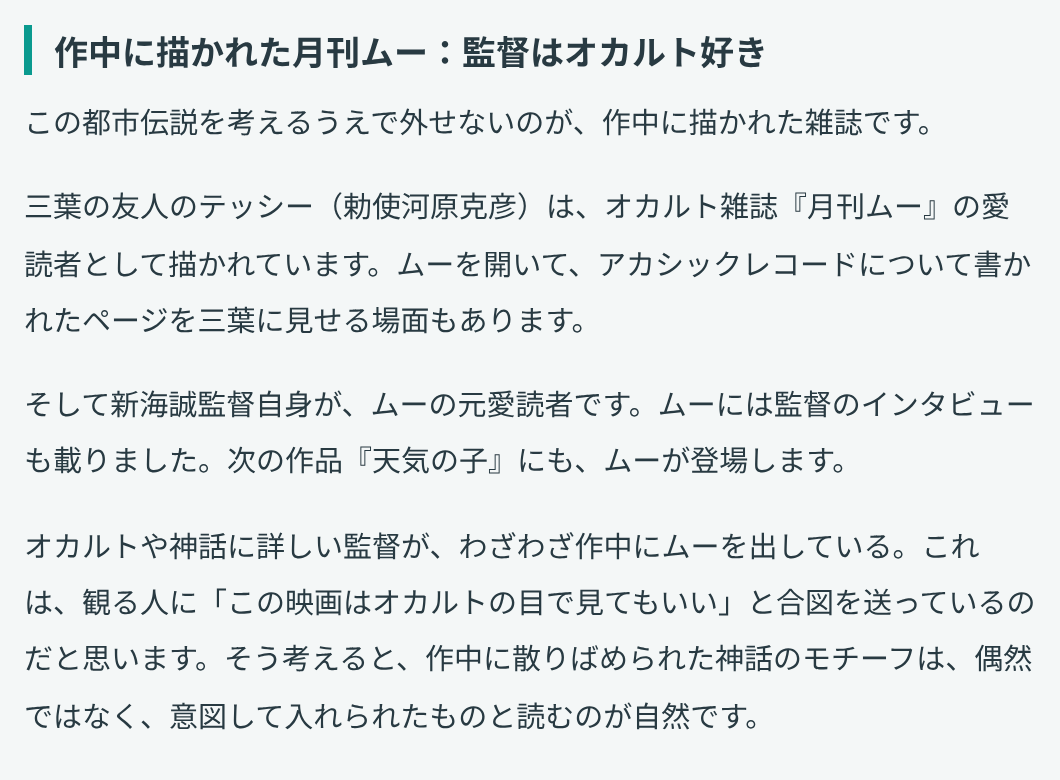 作中に描かれた月刊ムー：監督はオカルト好き
この都市伝説を考えるうえで外せないのが、作中に描かれた雑誌です。
三葉の友人のテッシー（勅使河原克彦）は、オカルト雑誌『月刊ムー』の愛
読者として描かれています。ムーを開いて、アカシックレコードについて書か
れたページを三葉に見せる場面もあります。
そして新海誠監督自身が、ムーの元愛読者です。ムーには監督のインタビュー
も載りました。次の作品『天気の子』にも、ムーが登場します。
オカルトや神話に詳しい監督が、わざわざ作中にムーを出している。これ
は、観る人に「この映画はオカルトの目で見てもいい」と合図を送っているの
だと思います。そう考えると、作中に散りばめられた神話のモチーフは、偶然
ではなく、意図して入れられたものと読むのが自然です。